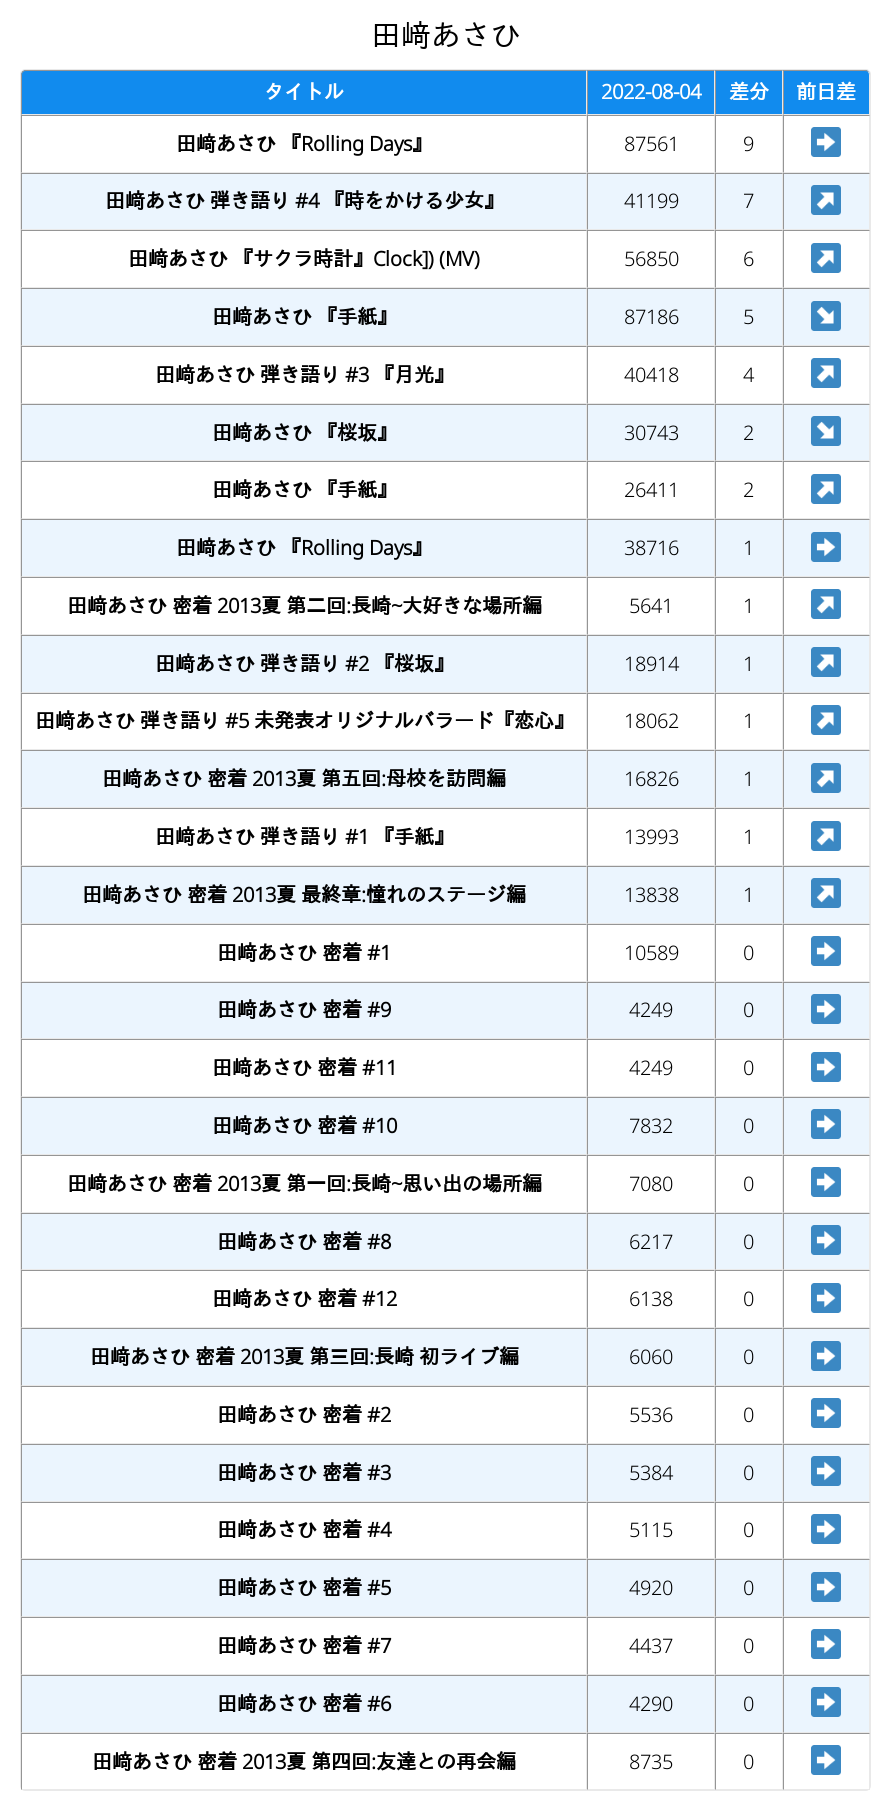 田﨑あさひ
タイトル 2022-08-04 差分 前日差
田﨑あさひ 『Rolling Days』 87561 9 ➡
田﨑あさひ 弾き語り #4 『時をかける少女』 41199 7 ↗
田﨑あさひ 『サクラ時計』Clock]) (MV) 56850 6 ↗
田﨑あさひ 『手紙』 87186 5 ↘
田﨑あさひ 弾き語り #3 『月光』 40418 4 ↗
田﨑あさひ 『桜坂』 30743 2 ↘
田﨑あさひ 『手紙』 26411 2 ↗
田﨑あさひ 『Rolling Days』 38716 1 ➡
田﨑あさひ 密着 2013夏 第二回:長崎~大好きな場所編 5641 1 ↗
田﨑あさひ 弾き語り #2 『桜坂』 18914 1 ↗
田﨑あさひ 弾き語り #5 未発表オリジナルバラード『恋心』 18062 1 ↗
田﨑あさひ 密着 2013夏 第五回:母校を訪問編 16826 1 ↗
田﨑あさひ 弾き語り #1 『手紙』 13993 1 ↗
田﨑あさひ 密着 2013夏 最終章:憧れのステージ編 13838 1 ↗
田﨑あさひ 密着 #1 10589 0 ➡
田﨑あさひ 密着 #9 4249 0 ➡
田﨑あさひ 密着 #11 4249 0 ➡
田﨑あさひ 密着 #10 7832 0 ➡
田﨑あさひ 密着 2013夏 第一回:長崎~思い出の場所編 7080 0 ➡
田﨑あさひ 密着 #8 6217 0 ➡
田﨑あさひ 密着 #12 6138 0 ➡
田﨑あさひ 密着 2013夏 第三回:長崎 初ライブ編 6060 0 ➡
田﨑あさひ 密着 #2 5536 0 ➡
田﨑あさひ 密着 #3 5384 0 ➡
田﨑あさひ 密着 #4 5115 0 ➡
田﨑あさひ 密着 #5 4920 0 ➡
田﨑あさひ 密着 #7 4437 0 ➡
田﨑あさひ 密着 #6 4290 0 ➡
田﨑あさひ 密着 2013夏 第四回:友達との再会編 8735 0 ➡